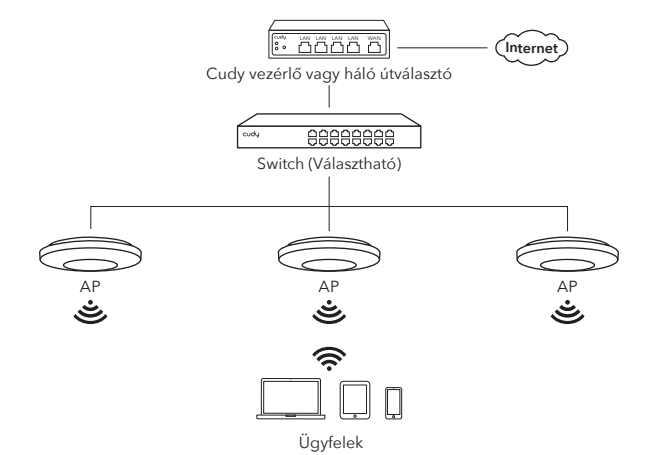 cudy
LAN LAN LAN LAN WAN
Internet
Cudy vezérlő vagy háló útválasztó
cudy
Switch (Választható)
AP
AP
AP
Ügyfelek